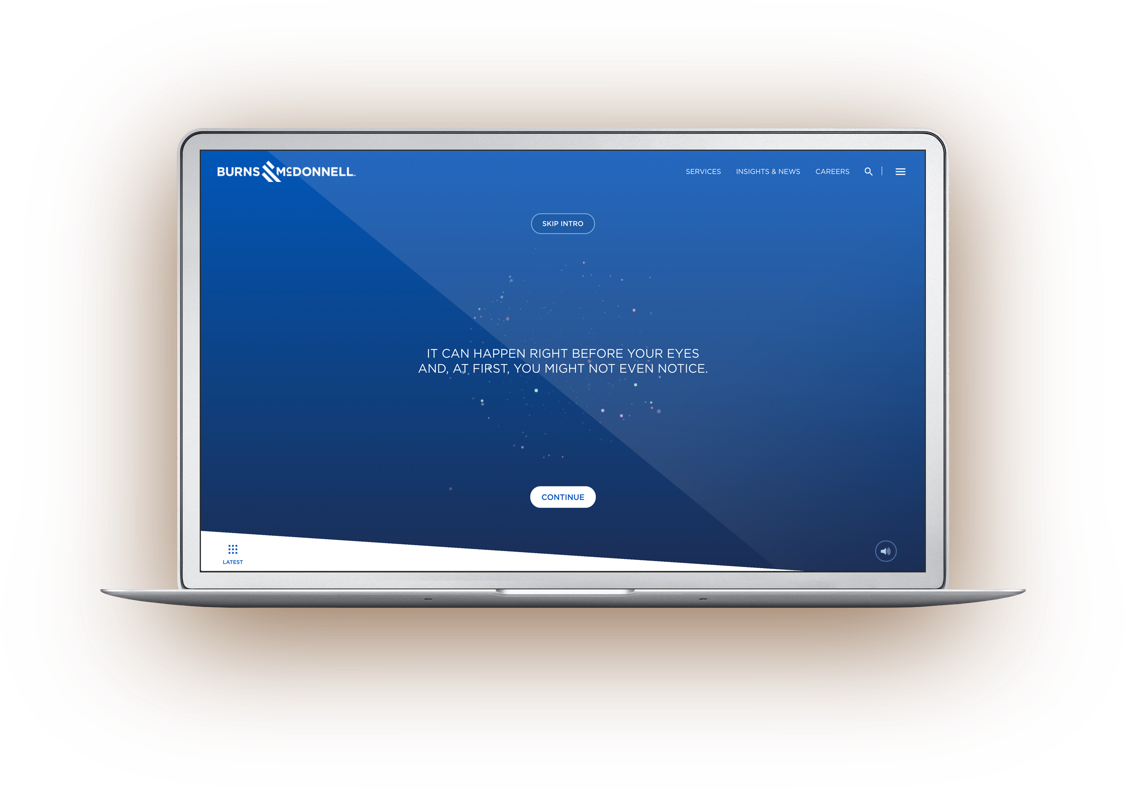 BURNS McDONNELL
SERVICES
INSIGHTS & NEWS
CAREERS
SKIP INTRO
IT CAN HAPPEN RIGHT BEFORE YOUR EYES
AND, AT FIRST, YOU MIGHT NOT EVEN NOTICE.
CONTINUE
LATEST